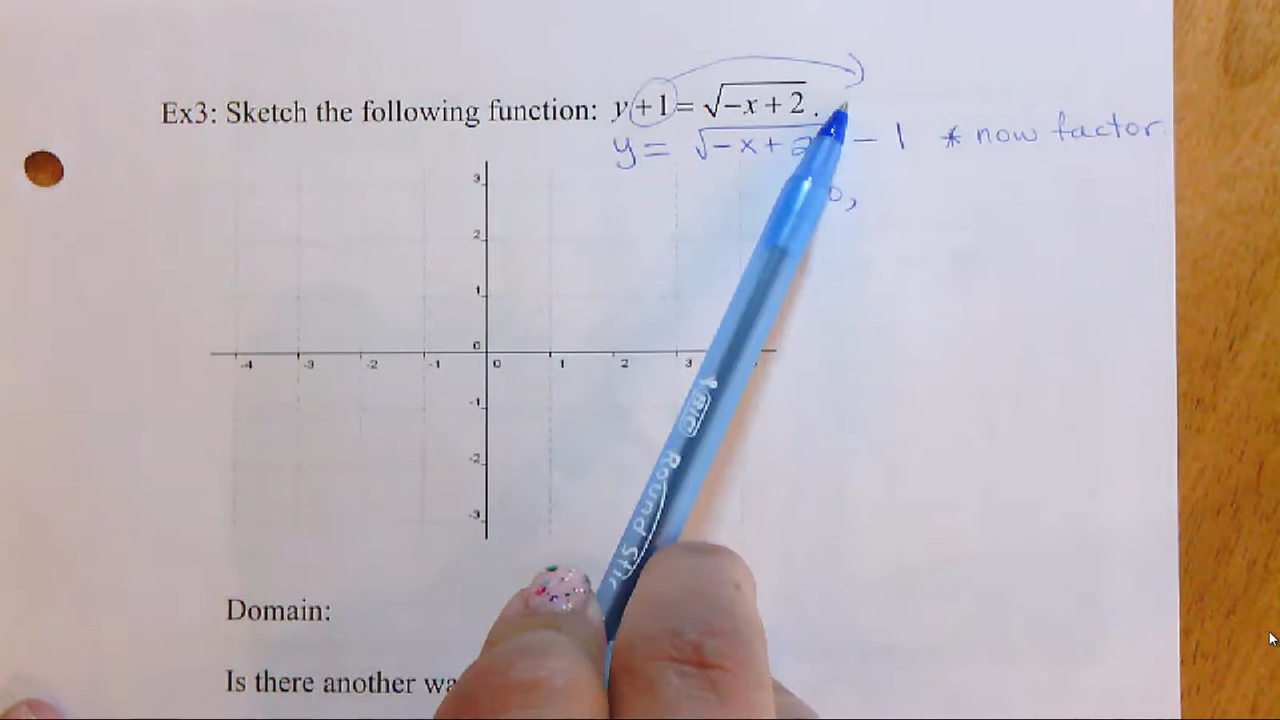 Ex3: Sketch the following function: y+1=√-x+2.
y = √-x+2 - 1 * now factor.
3
2
1
0
-4 -3 -2 -1 0 1 2 3
-1
-2
-3
BIC Round Stic
Domain:
Is there another